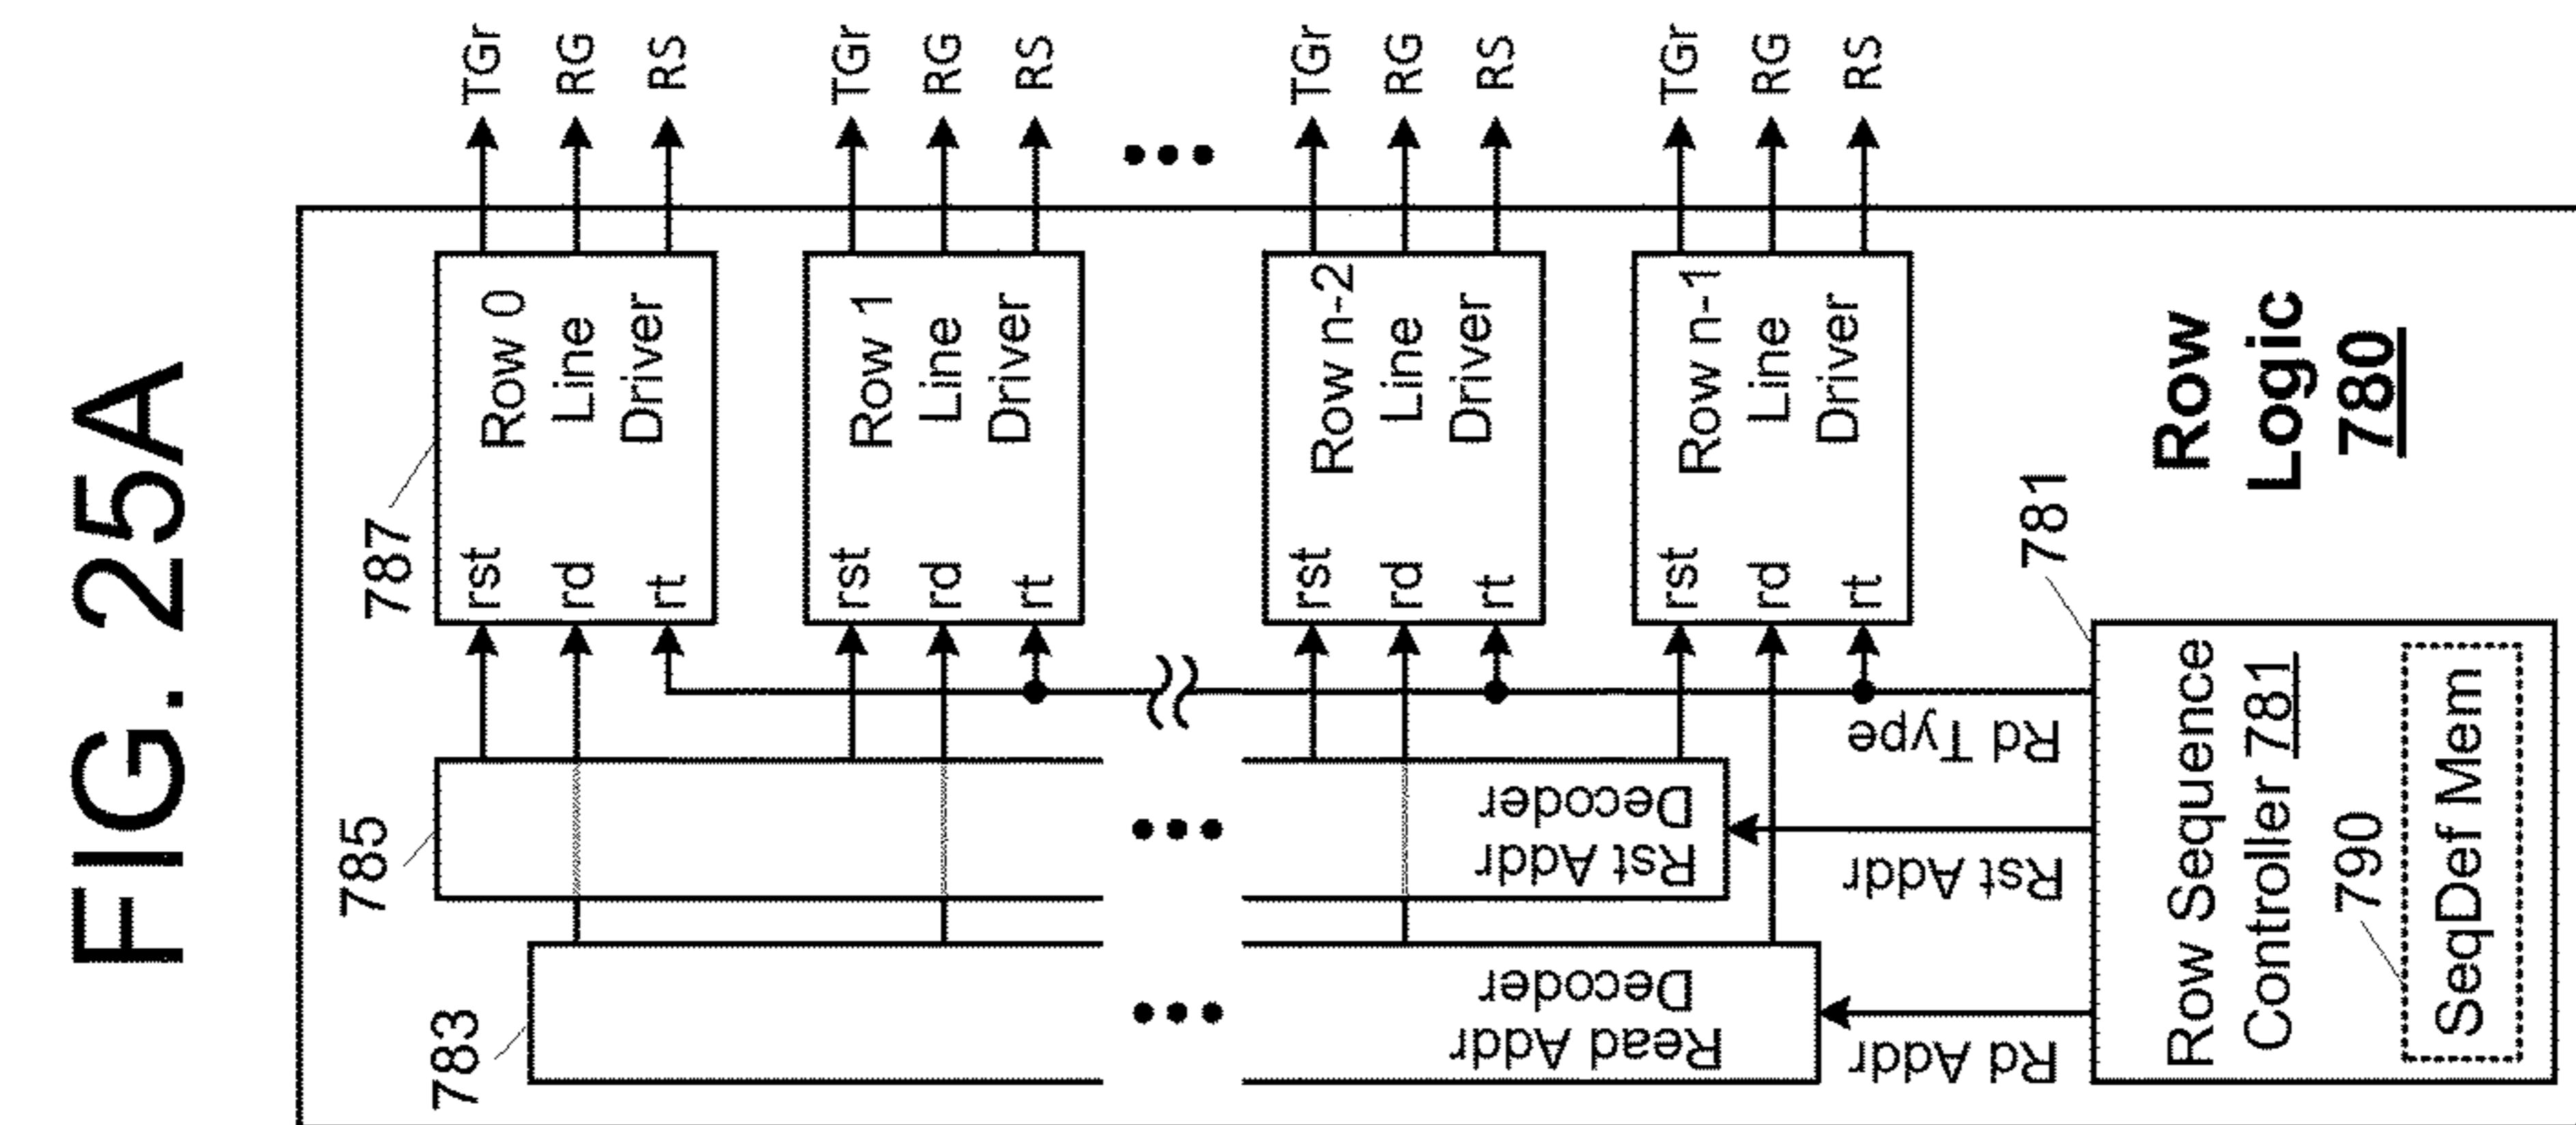 FIG. 25A
787
785
783
rst
rd
rt
Row 0
Line
Driver
TGr
RG
RS
rst
rd
rt
Row 1
Line
Driver
TGr
RG
RS
rst
rd
rt
Row n-2
Line
Driver
TGr
RG
RS
rst
rd
rt
Row n-1
Line
Driver
TGr
RG
RS
Read Addr
Decoder
Rst Addr
Decoder
Rd Addr
Rst Addr
Rd Type
781
Row Sequence
Controller 781
790
SeqDef Mem
Row
Logic
780